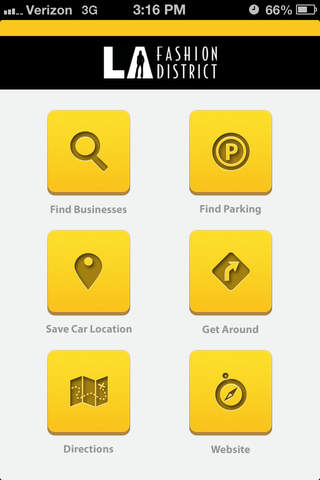 Verizon 3G 3:16 PM 66%
LA FASHION
DISTRICT
P
Find Businesses Find Parking
Save Car Location Get Around
Directions Website